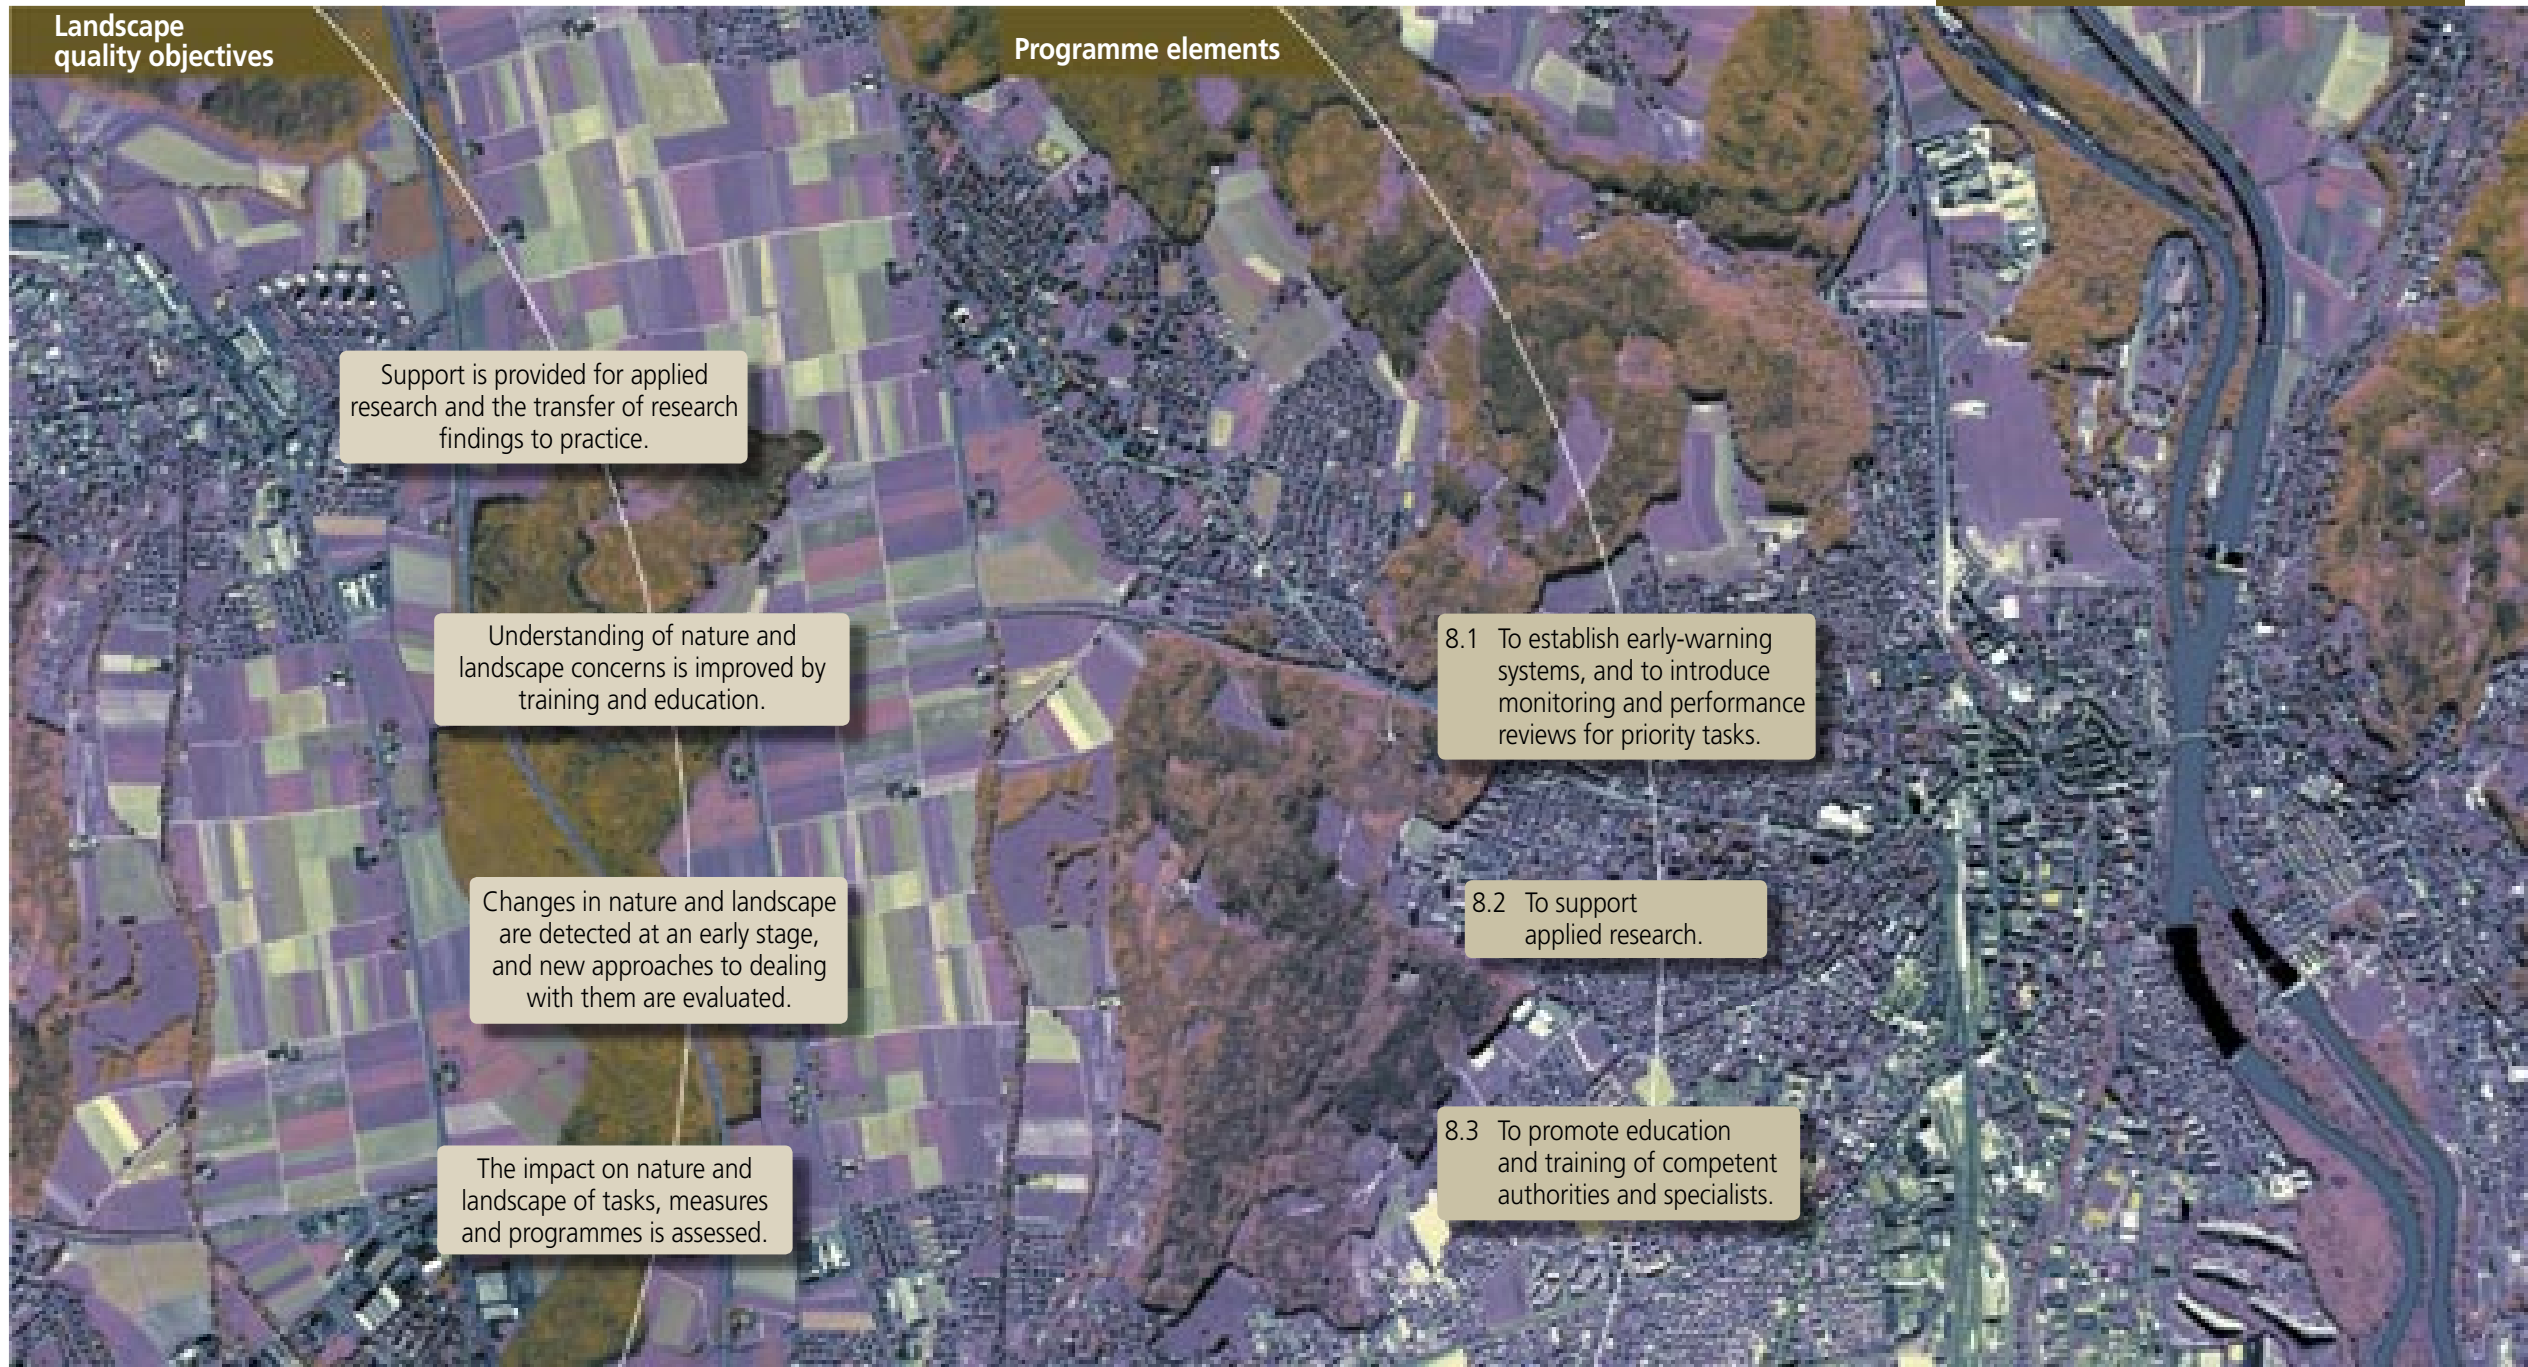 Landscape
quality objectives
Programme elements
Support is provided for applied
research and the transfer of research
findings to practice.
Understanding of nature and
landscape concerns is improved by
training and education.
Changes in nature and landscape
are detected at an early stage,
and new approaches to dealing
with them are evaluated.
The impact on nature and
landscape of tasks, measures
and programmes is assessed.
8.1 To establish early-warning
systems, and to introduce
monitoring and performance
reviews for priority tasks.
8.2 To support
applied research.
8.3 To promote education
and training of competent
authorities and specialists.